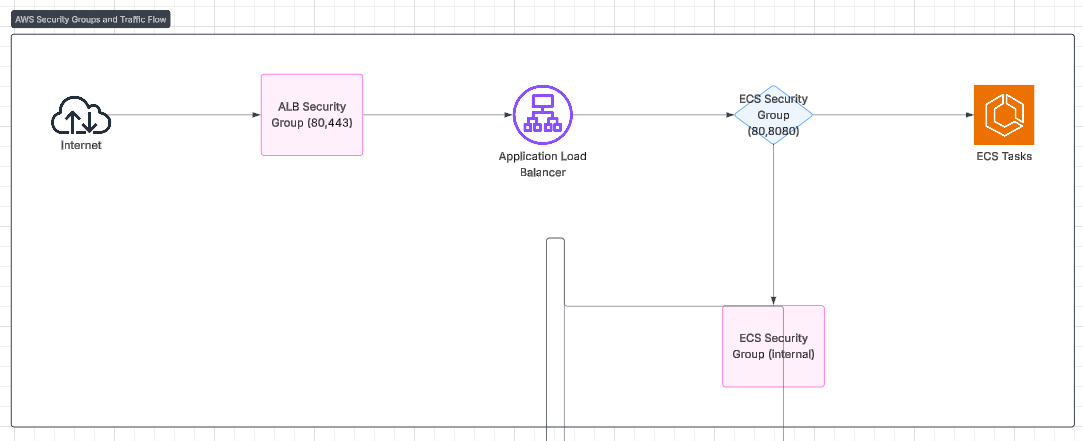 AWS Security Groups and Traffic Flow
Internet
ALB Security
Group (80,443)
Application Load
Balancer
ECS Security
Group
(80,8080)
ECS Tasks
ECS Security
Group (internal)